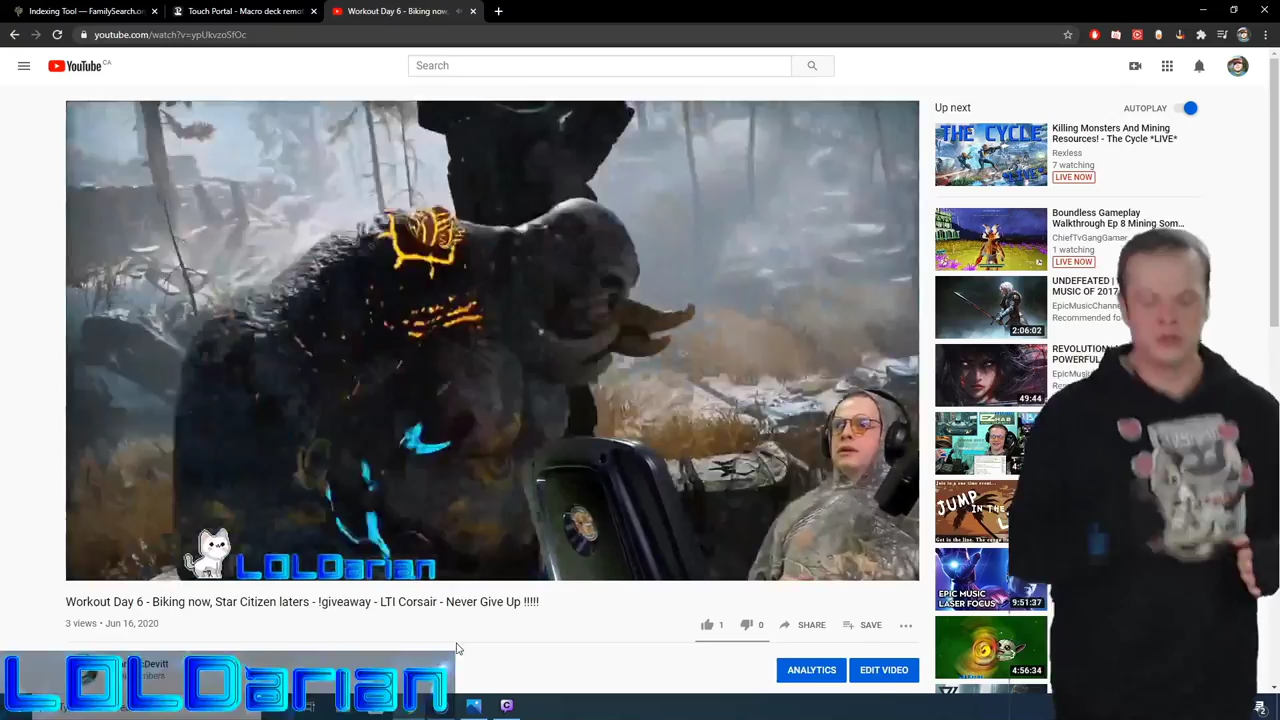 Indexing Tool — FamilySearch.on
Touch Portal - Macro deck remot
Workout Day 6 - Biking now,
youtube.com/watch?v=ypUkvzoSfOc
YouTube CA
Search
Up next
AUTOPLAY
THE CYCLE
LIVE
Killing Monsters And Mining
Resources! - The Cycle *LIVE*
Rexless
7 watching
LIVE NOW
Boundless Gameplay
Walkthrough Ep 8 Mining Som...
ChiefTvGangGamer
1 watching
LIVE NOW
UNDEFEATED |
MUSIC OF 2017
EpicMusicChann
Recommended fo
2:06:02
REVOLUTION
POWERFUL
EpicMusi
49:44
JUMP
IN THE
EPIC MUSIC
LASER FOCUS
9:51:37
4:56:34
LOLDarian
Workout Day 6 - Biking now, Star Citizen laters - !giveaway - LTI Corsair - Never Give Up !!!!!
3 views • Jun 16, 2020
1
0
SHARE
SAVE
ANALYTICS
EDIT VIDEO
LOLDarian